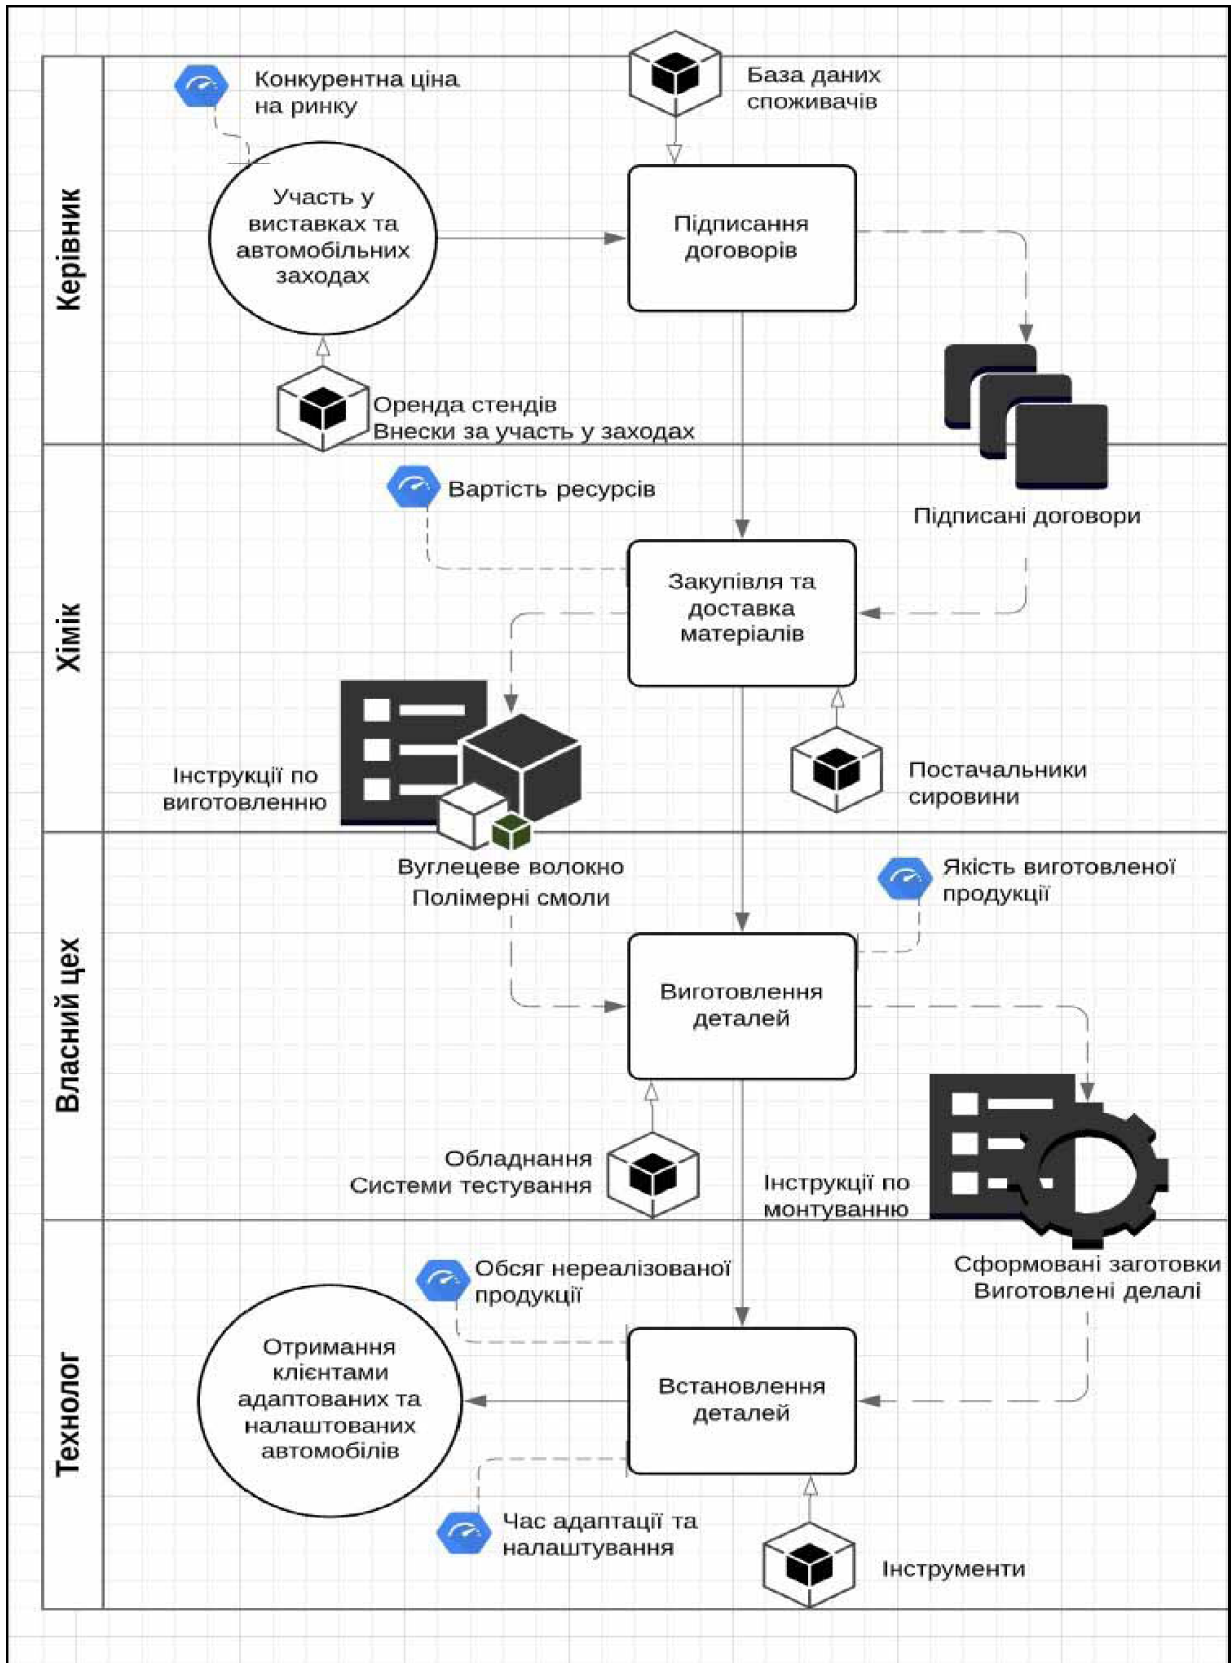 Керівник
Конкурентна ціна
на ринку
База даних
споживачів
Участь у
виставках та
автомобільних
заходах
Підписання
договорів
Оренда стендів
Внески за участь у заходах
Підписані договори
Хімік
Вартість ресурсів
Закупівля та
доставка
матеріалів
Інструкції по
виготовленню
Постачальники
сировини
Вуглецеве волокно
Полімерні смоли
Власний цех
Якість виготовленої
продукції
Виготовлення
деталей
Обладнання
Системи тестування
Інструкції по
монтуванню
Сформовані заготовки
Виготовлені делалі
Технолог
Обсяг нереалізованої
продукції
Отримання
клієнтами
адаптованих та
налаштованих
автомобілів
Встановлення
деталей
Час адаптації та
налаштування
Інструменти